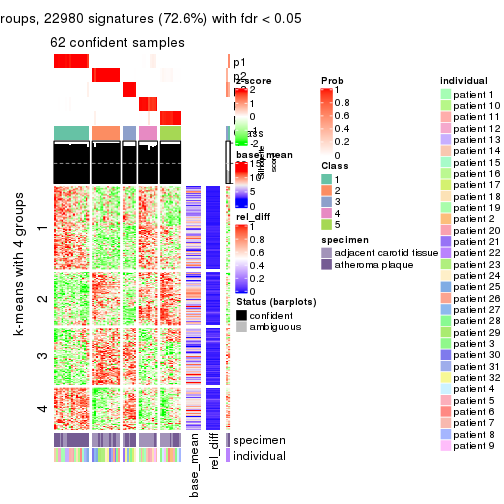 roups, 22980 signatures (72.6%) with fdr < 0.05
62 confident samples
p1
p2
z-score
2
1
0
-1
-2
base_mean
15
10
5
0
rel_diff
1
0.8
0.6
0.4
0.2
0
Status (barplots)
confident
ambiguous
Prob
1
0.8
0.6
0.4
0.2
0
Class
1
2
3
4
5
specimen
adjacent carotid tissue
atheroma plaque
individual
patient 1
patient 10
patient 11
patient 12
patient 13
patient 14
patient 15
patient 16
patient 17
patient 18
patient 19
patient 2
patient 20
patient 21
patient 22
patient 23
patient 24
patient 25
patient 26
patient 27
patient 28
patient 29
patient 3
patient 30
patient 31
patient 32
patient 4
patient 5
patient 6
patient 7
patient 8
patient 9
k-means with 4 groups
1
2
3
4
specimen
individual
base_mean
rel_diff